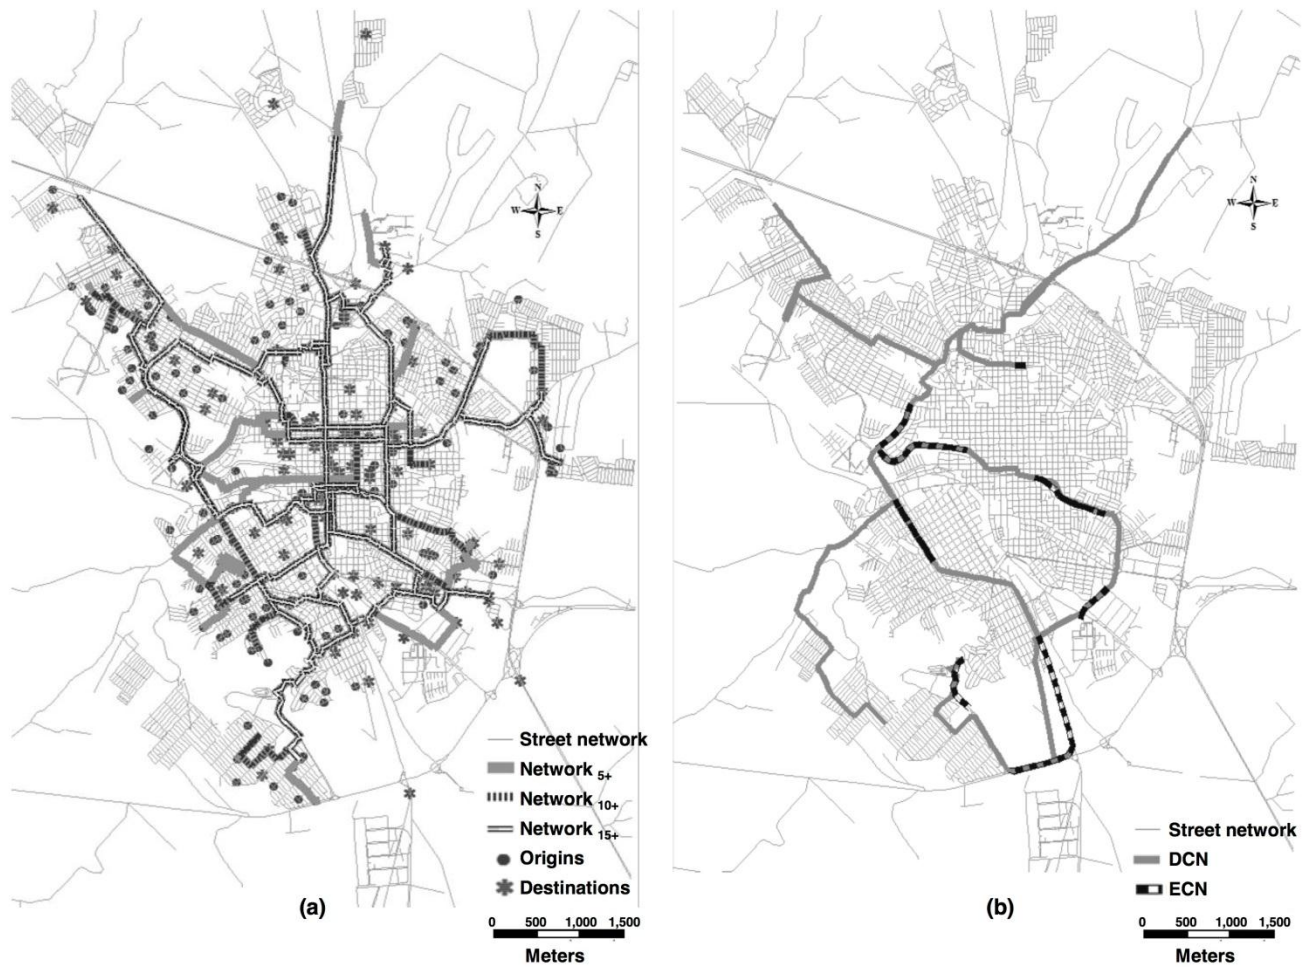 N
W E
S
Street network
Network 5+
Network 10+
Network 15+
Origins
Destinations
(a)
0 500 1,000 1,500
Meters
N
W E
S
Street network
DCN
ECN
(b)
0 500 1,000 1,500
Meters